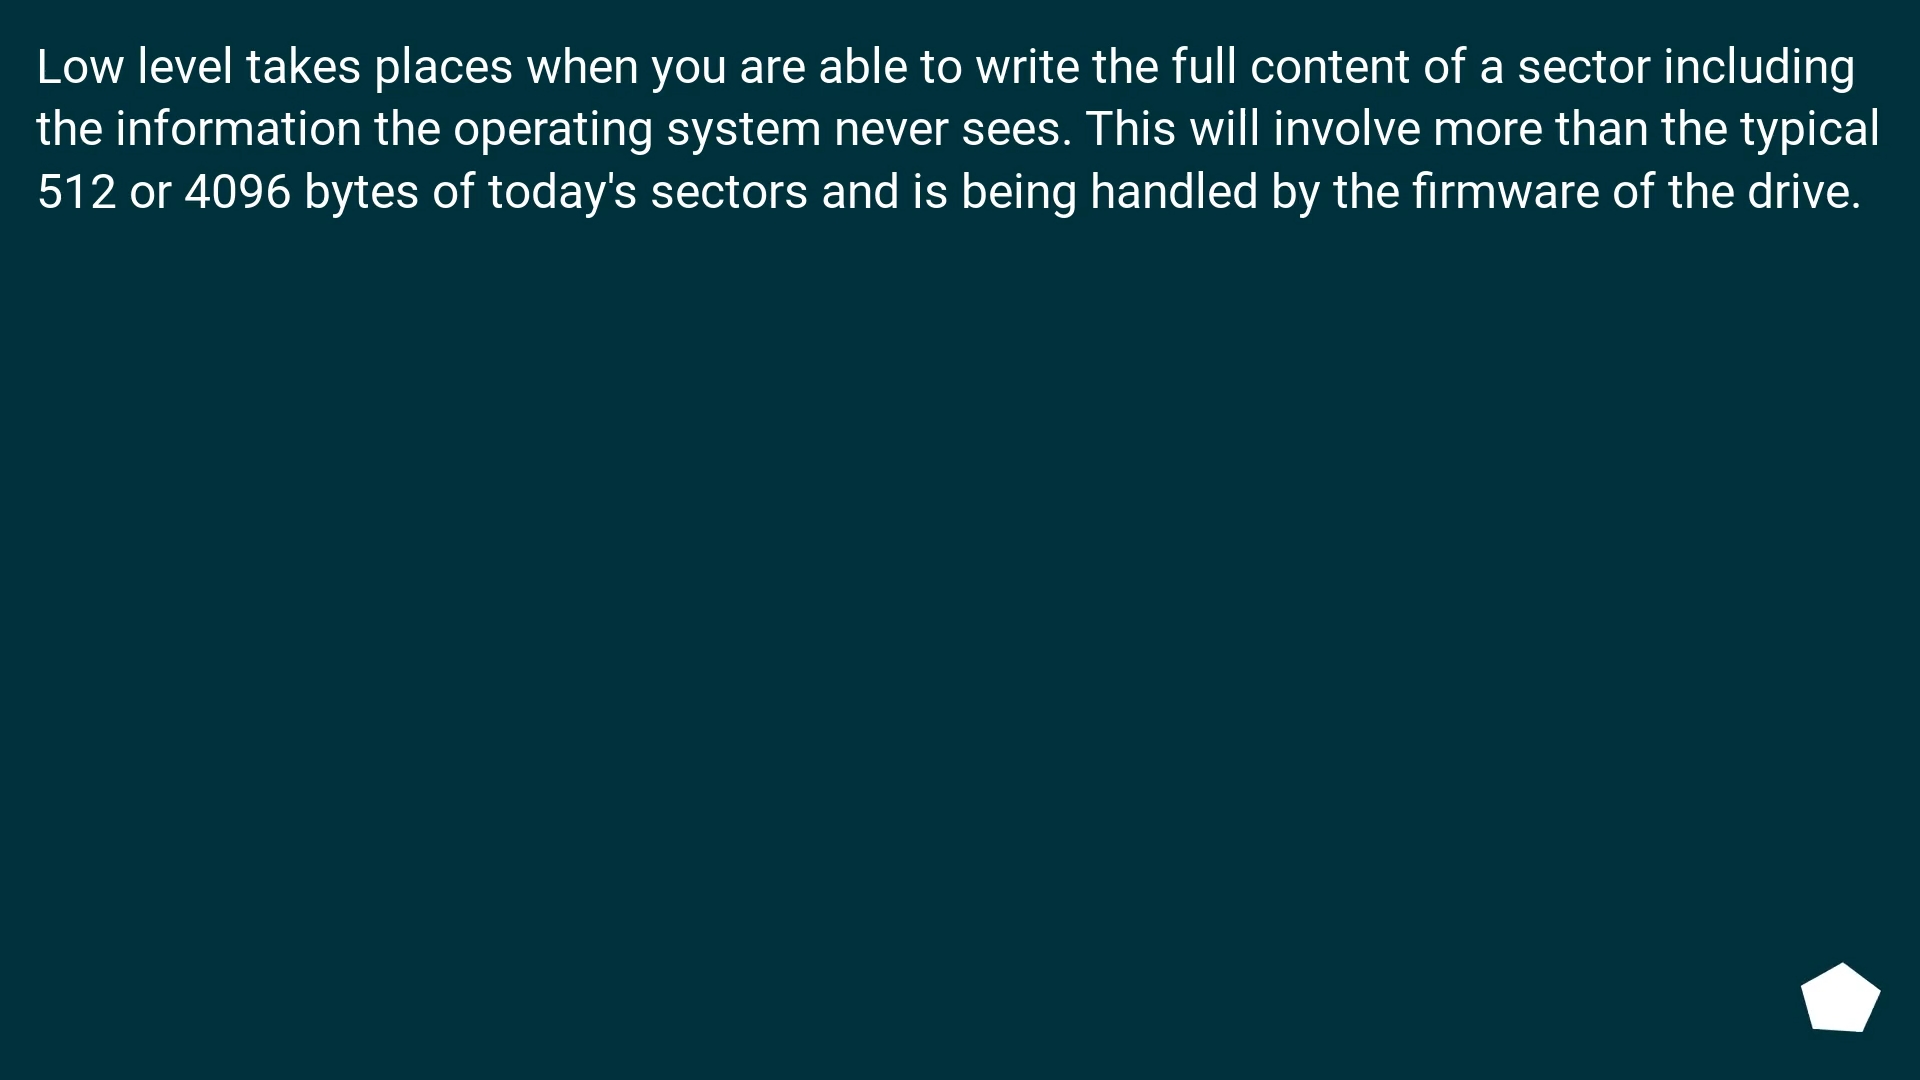 Low level takes places when you are able to write the full content of a sector including
the information the operating system never sees. This will involve more than the typical
512 or 4096 bytes of today's sectors and is being handled by the firmware of the drive.